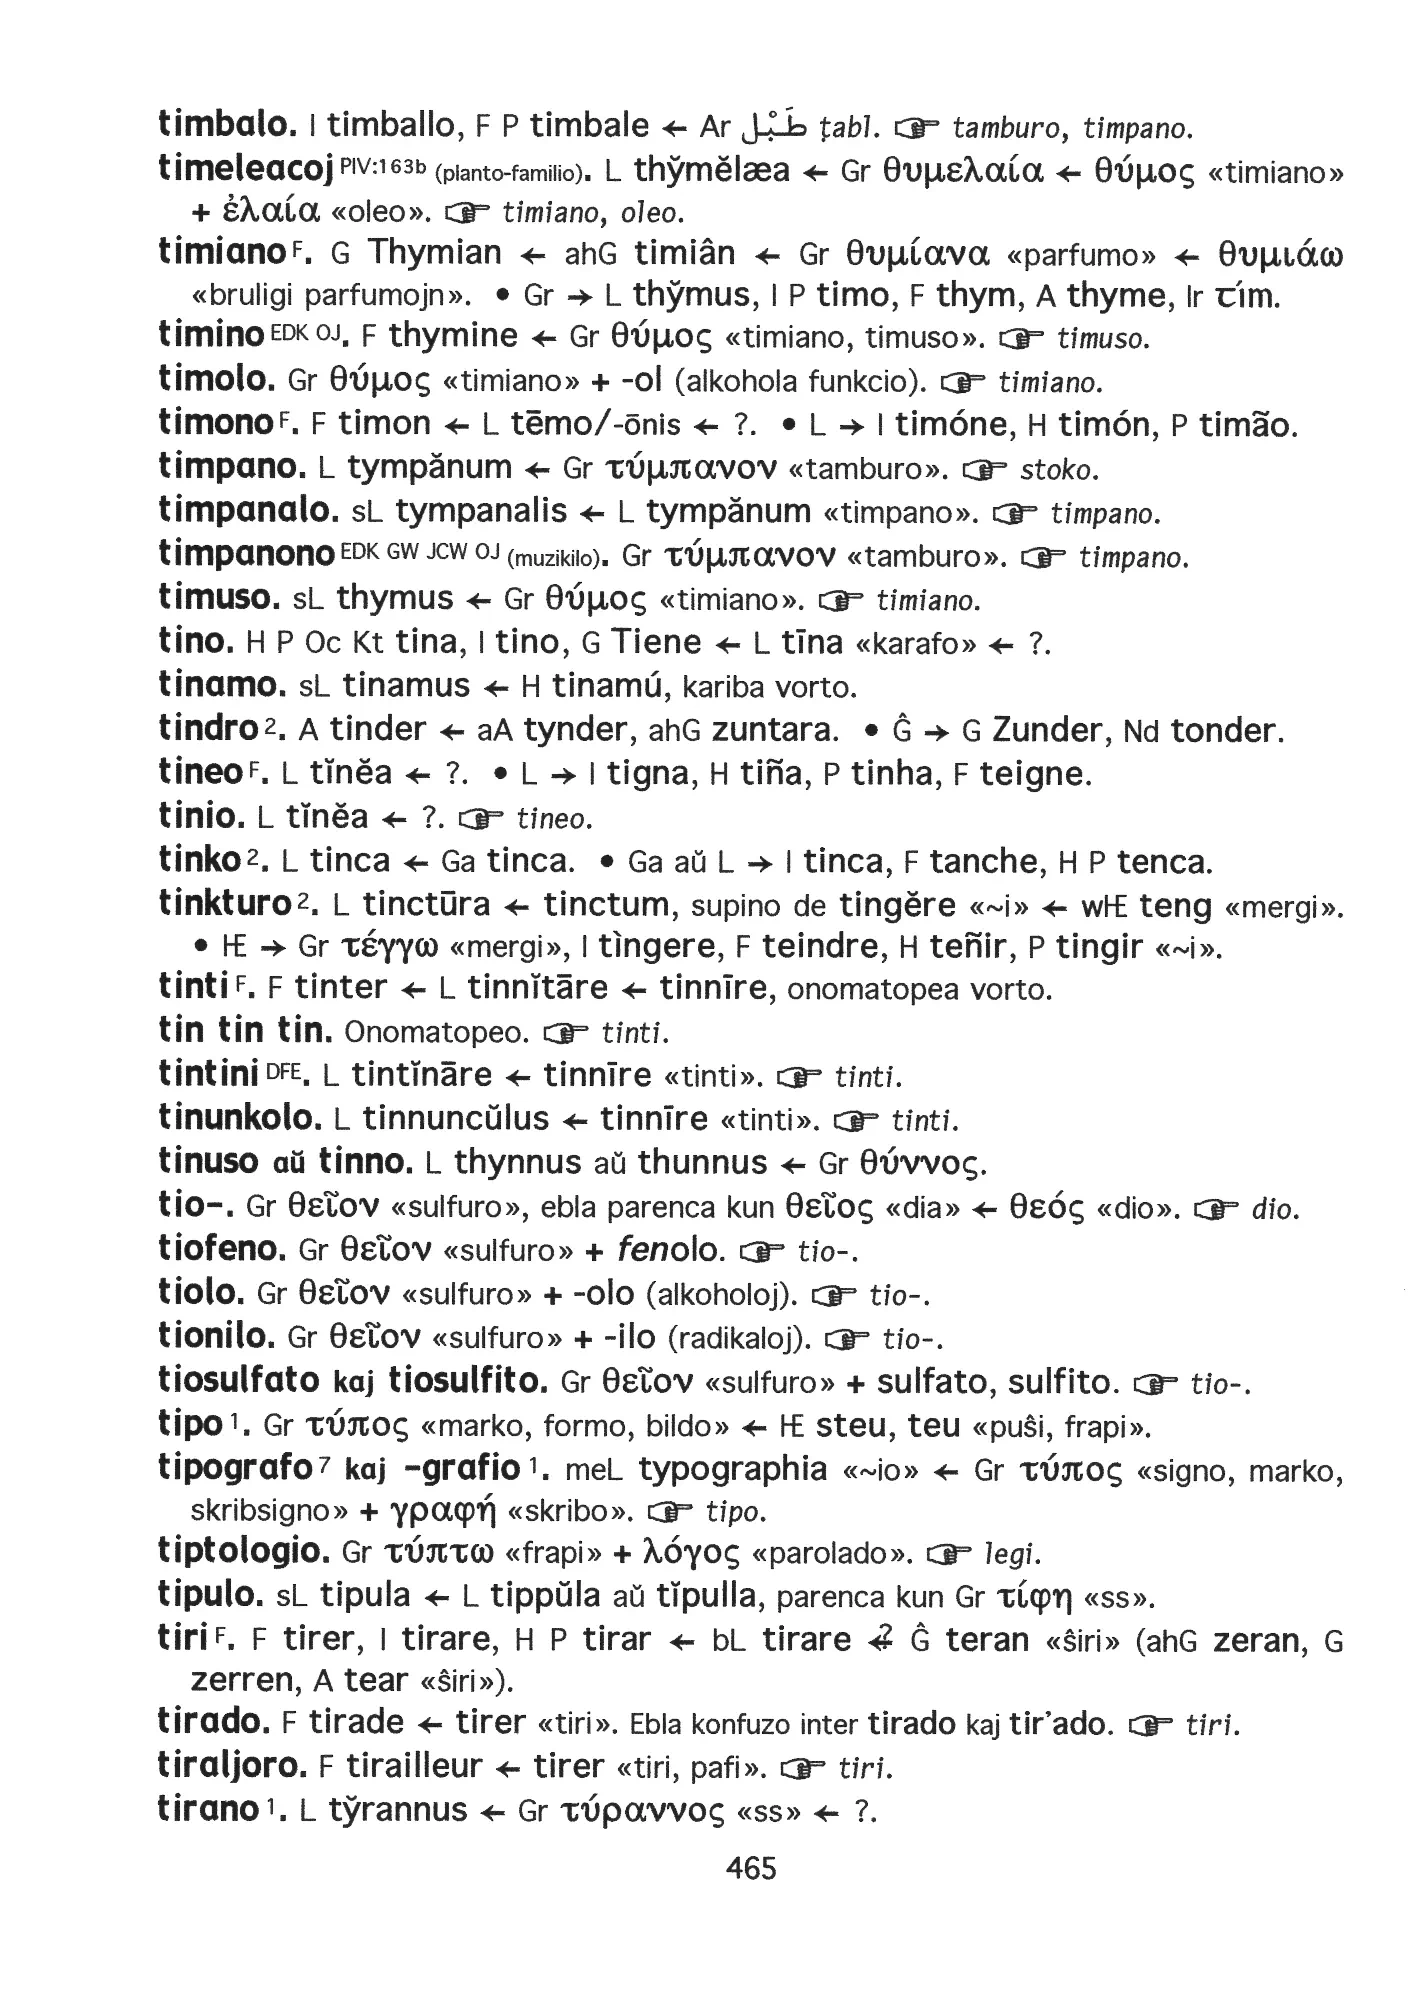 timbalo. I timballo, F P timbale ← Ar طَبْل ţabl. ☞ tamburo, timpano.
timeleacoj PIV:163b (planto-familio). L thy̆mĕlæa ← Gr θυμελαία ← θύμος «timiano»
+ ἐλαία «oleo». ☞ timiano, oleo.
timiano F. G Thymian ← ahG timiân ← Gr θυμίανα «parfumo» ← θυμιάω
«bruligi parfumojn». • Gr → L thy̆mus, I P timo, F thym, A thyme, Ir tím.
timino EDK OJ. F thymine ← Gr θύμος «timiano, timuso». ☞ timuso.
timolo. Gr θύμος «timiano» + -ol (alkohola funkcio). ☞ timiano.
timono F. F timon ← L tēmo/-ōnis ← ?. • L → I timóne, H timón, P timão.
timpano. L tympănum ← Gr τύμπανον «tamburo». ☞ stoko.
timpanalo. sL tympanalis ← L tympănum «timpano». ☞ timpano.
timpanono EDK GW JCW OJ (muzikilo). Gr τύμπανον «tamburo». ☞ timpano.
timuso. sL thymus ← Gr θύμος «timiano». ☞ timiano.
tino. H P Oc Kt tina, I tino, G Tiene ← L tīna «karafo» ← ?.
tinamo. sL tinamus ← H tinamú, kariba vorto.
tindro 2. A tinder ← aA tynder, ahG zuntara. • Ĝ → G Zunder, Nd tonder.
tineo F. L tĭnĕa ← ?. • L → I tigna, H tiña, P tinha, F teigne.
tinio. L tĭnĕa ← ?. ☞ tineo.
tinko 2. L tinca ← Ga tinca. • Ga aŭ L → I tinca, F tanche, H P tenca.
tinkturo 2. L tinctūra ← tinctum, supino de tingĕre «~i» ← wHE teng «mergi».
• HE → Gr τέγγω «mergi», I tìngere, F teindre, H teñir, P tingir «~i».
tinti F. F tinter ← L tinnĭtāre ← tinnīre, onomatopea vorto.
tin tin tin. Onomatopeo. ☞ tinti.
tintini DFE. L tintĭnāre ← tinnīre «tinti». ☞ tinti.
tinunkolo. L tinnuncŭlus ← tinnīre «tinti». ☞ tinti.
tinuso aŭ tinno. L thynnus aŭ thunnus ← Gr θύννος.
tio-. Gr θεῖον «sulfuro», ebla parenca kun θεῖος «dia» ← θεός «dio». ☞ dio.
tiofeno. Gr θεῖον «sulfuro» + fenolo. ☞ tio-.
tiolo. Gr θεῖον «sulfuro» + -olo (alkoholoj). ☞ tio-.
tionilo. Gr θεῖον «sulfuro» + -ilo (radikaloj). ☞ tio-.
tiosulfato kaj tiosulfito. Gr θεῖον «sulfuro» + sulfato, sulfito. ☞ tio-.
tipo 1. Gr τύπος «marko, formo, bildo» ← HE steu, teu «puŝi, frapi».
tipografo 7 kaj -grafio 1. meL typographia «~io» ← Gr τύπος «signo, marko,
skribsigno» + γραφή «skribo». ☞ tipo.
tiptologio. Gr τύπτω «frapi» + λόγος «parolado». ☞ legi.
tipulo. sL tipula ← L tippŭla aŭ tĭpulla, parenca kun Gr τίφη «ss».
tiri F. F tirer, I tirare, H P tirar ← bL tirare ←? Ĝ teran «ŝiri» (ahG zeran, G
zerren, A tear «ŝiri»).
tirado. F tirade ← tirer «tiri». Ebla konfuzo inter tirado kaj tir’ado. ☞ tiri.
tiraljoro. F tirailleur ← tirer «tiri, pafi». ☞ tiri.
tirano 1. L ty̆rannus ← Gr τύραννος «ss» ← ?.
465